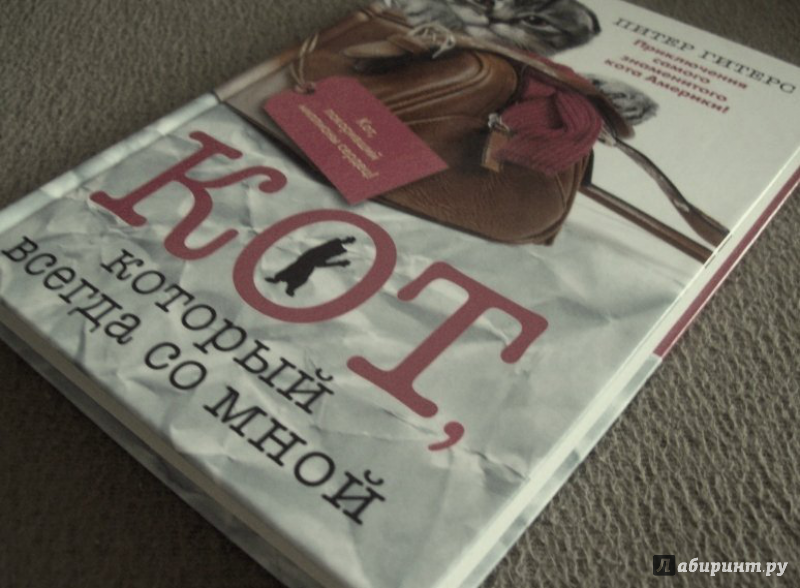 ПИТЕР ГИТЕРС
Приключения
самого
знаменитого
кота Америки!
Кот,
покоривший
миллионы сердец!
КОТ,
который
всегда со мной
Лабиринт.ру